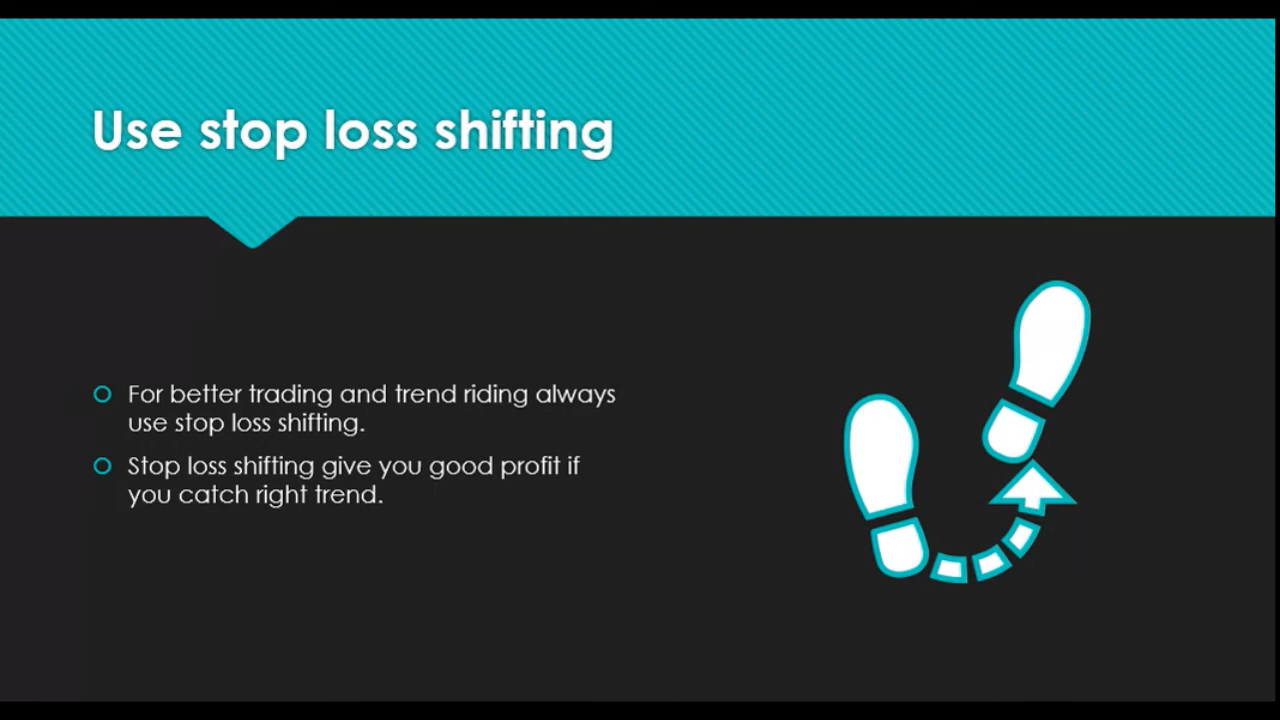 Use stop loss shifting
For better trading and trend riding always
use stop loss shifting.
Stop loss shifting give you good profit if
you catch right trend.